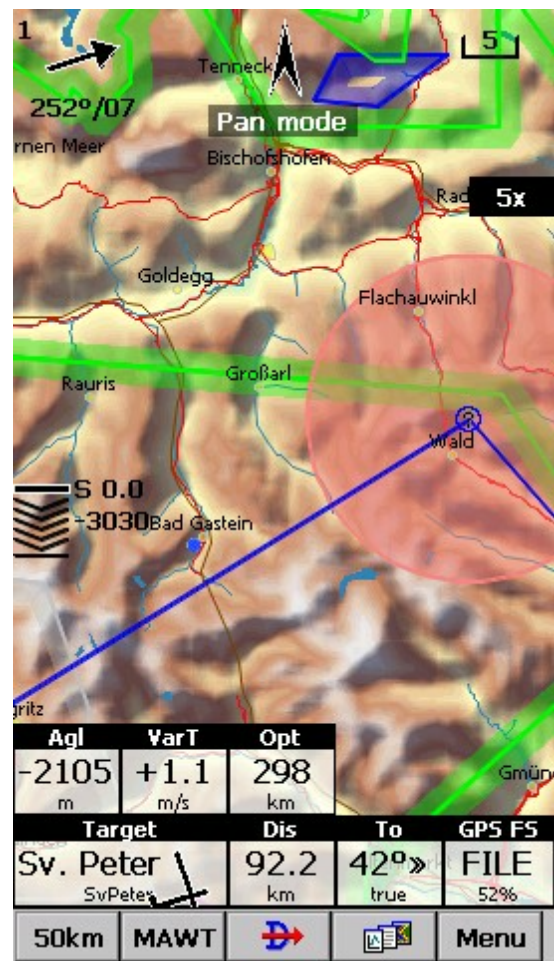 1
5
Tenneck
252º/07
Pan mode
rnen Meer
Bischofshofen
Rad
5x
Goldegg
Flachauwinkl
Großarl
Rauris
Wald
S 0.0
-3030
Bad Gastein
gritz
Agl VarT Opt
-2105 +1.1 298
m m/s km
Gmün
Target Dis To GPS FS
Sv. Peter 92.2 42º» FILE
SvPeter km true 52%
50km MAWT Menu